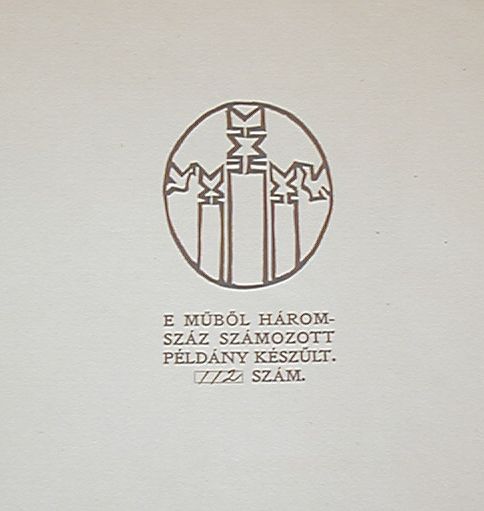 E MŰBŐL HÁROM-
SZÁZ SZÁMOZOTT
PÉLDÁNY KÉSZÜLT.
112 SZÁM.